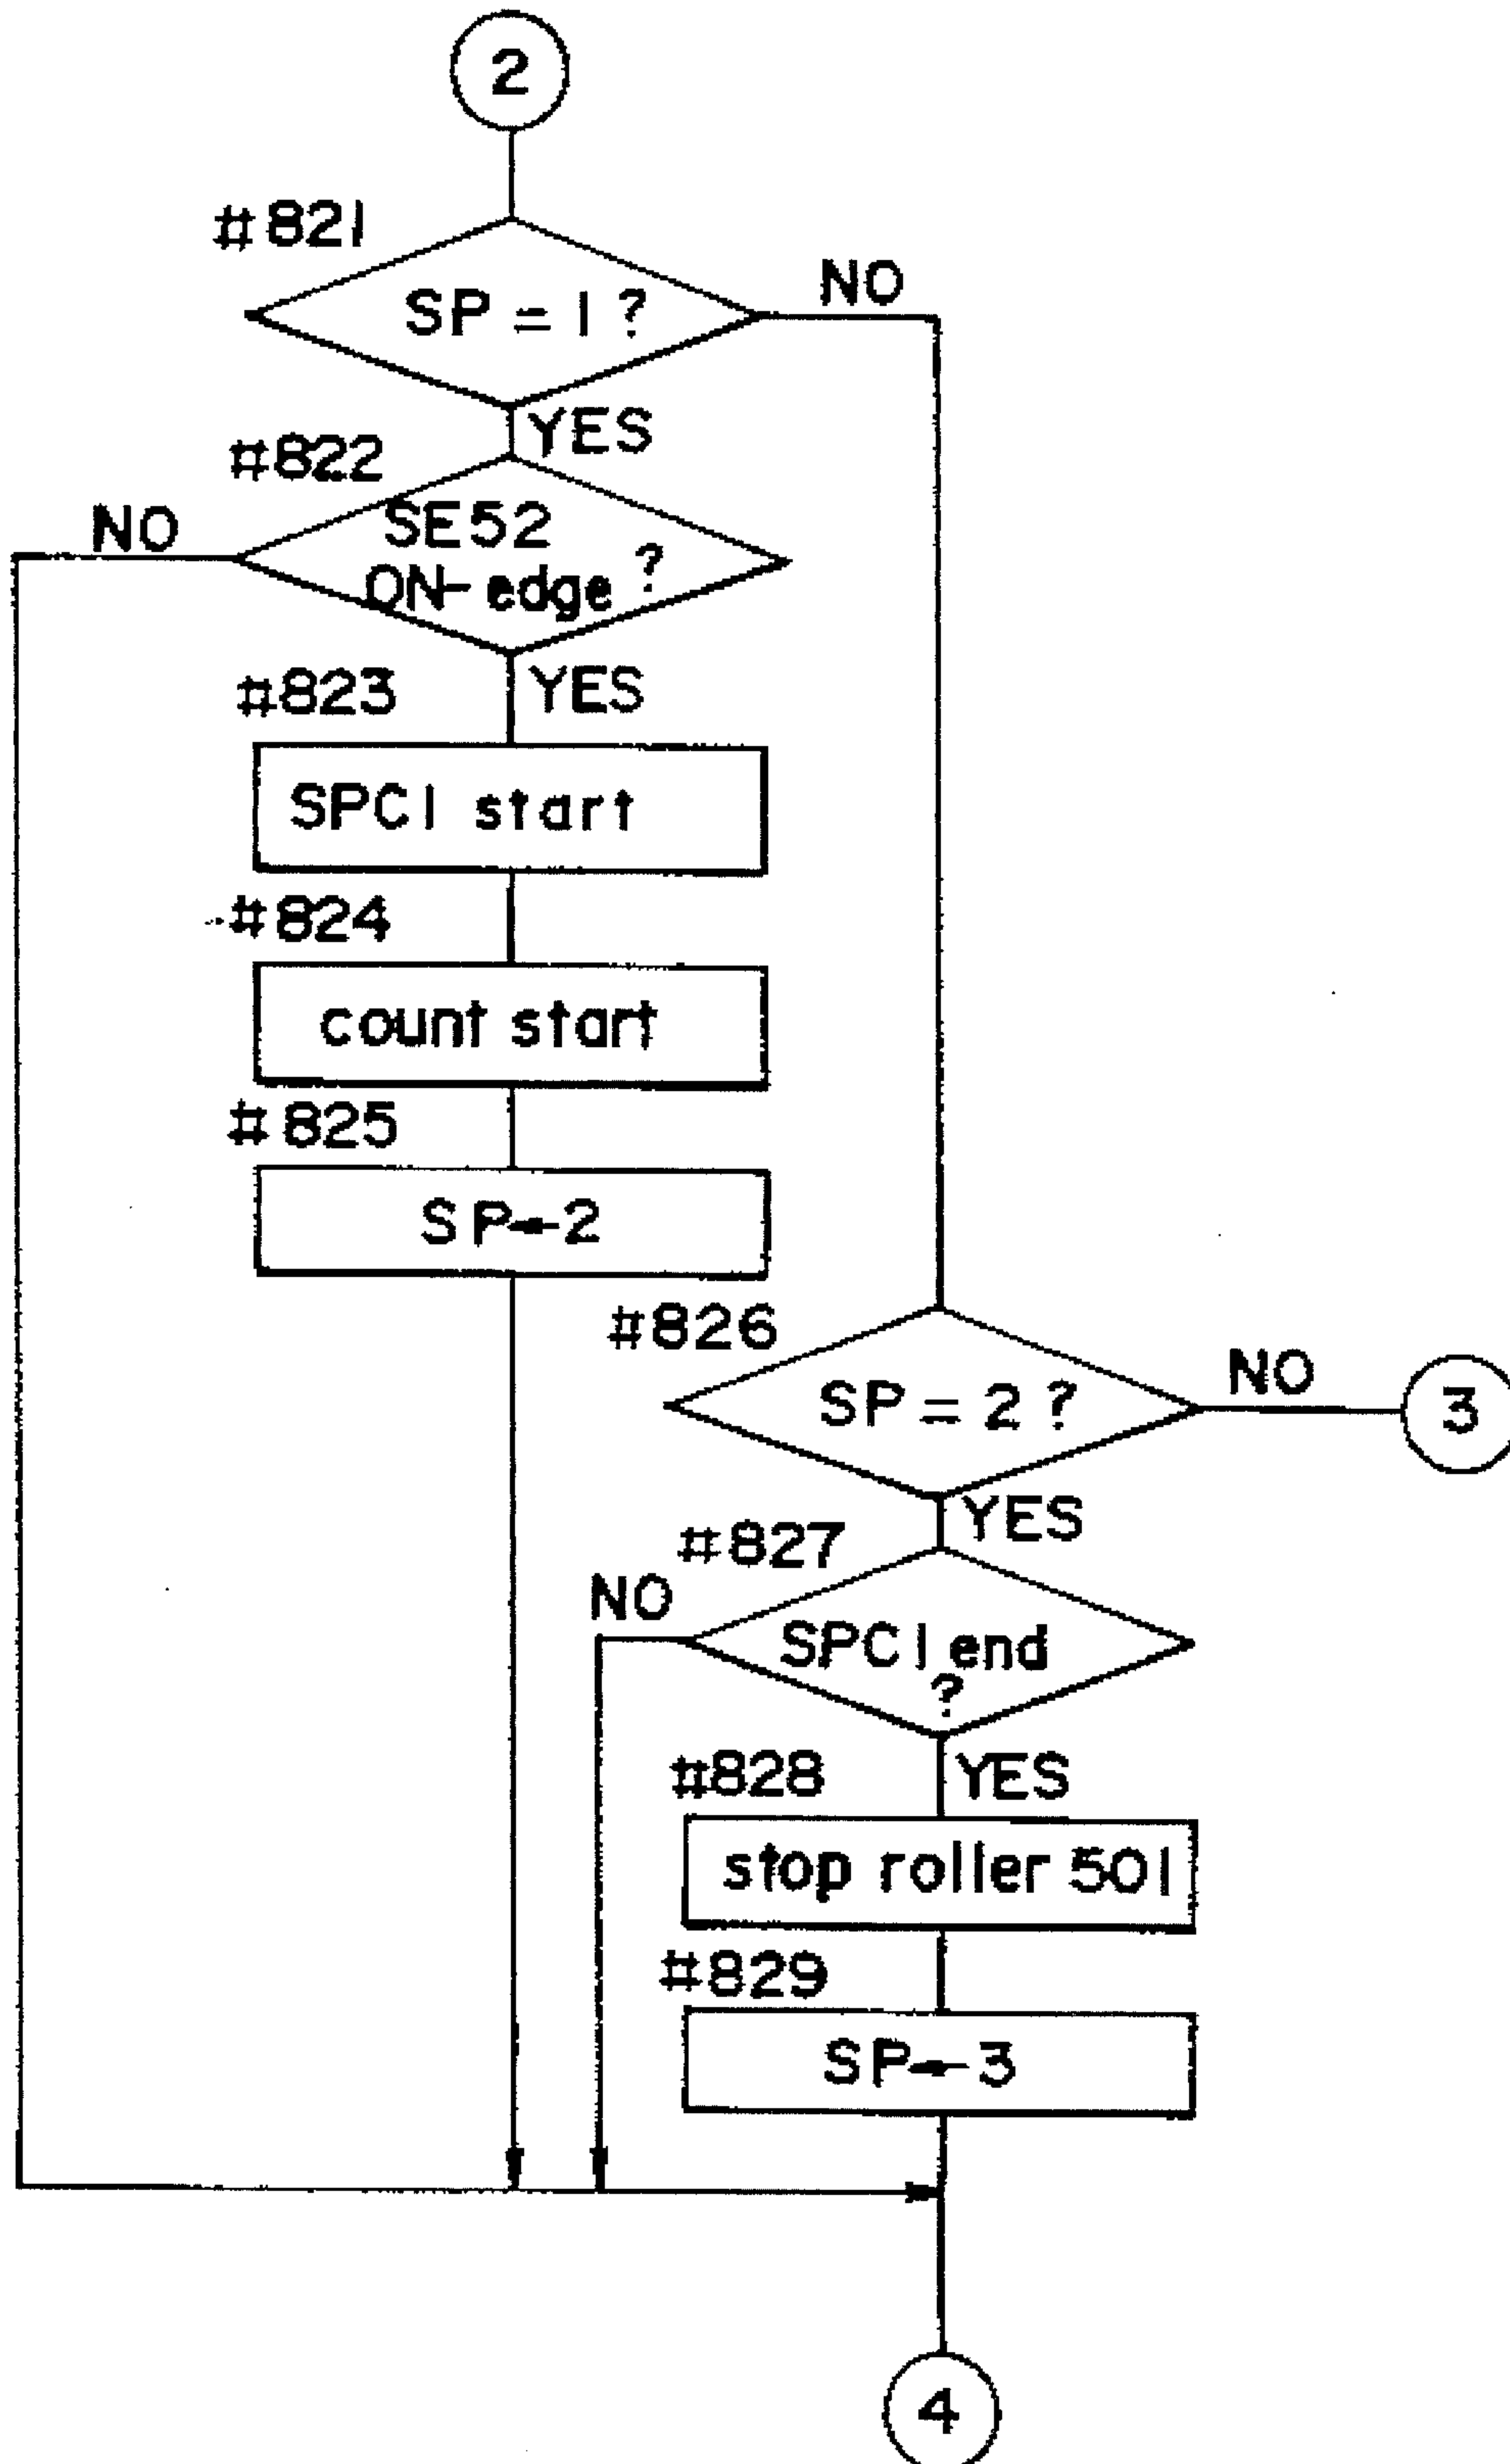 2
#821
SP = 1 ?
NO
YES
#822
NO
SE52
ON-edge ?
YES
#823
SPC1 start
#824
count start
#825
SP←2
#826
SP = 2 ?
NO
3
YES
#827
NO
SPC1 end
?
YES
#828
stop roller 501
#829
SP←3
4